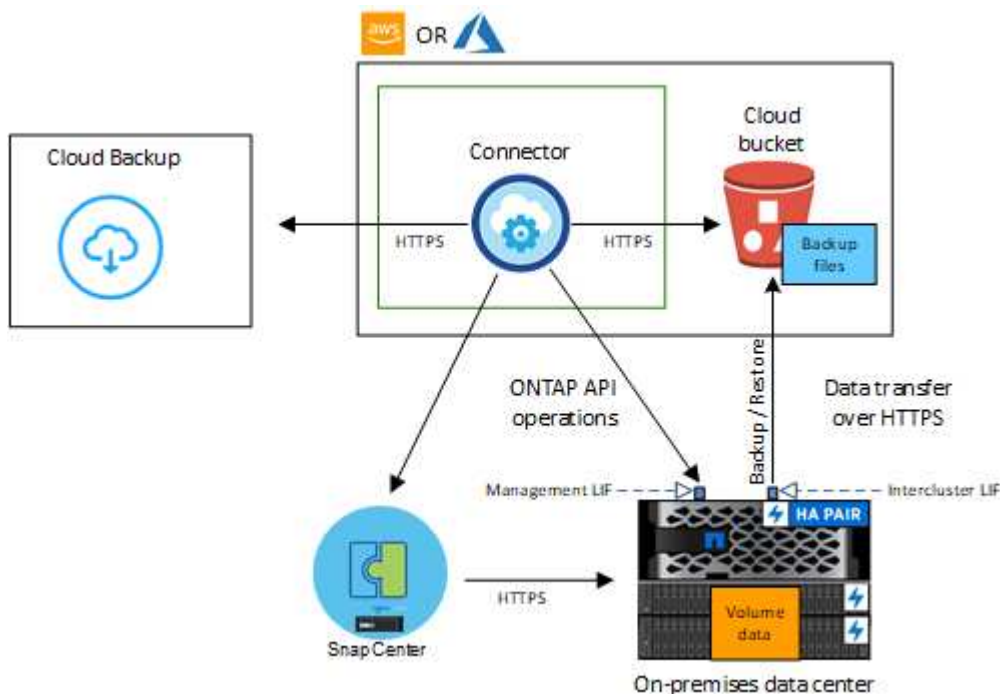 aws OR
Cloud Backup
Connector
Cloud
bucket
HTTPS
HTTPS
Backup
files
ONTAP API
operations
Backup / Restore
Data transfer
over HTTPS
Management LIF
Intercluster LIF
HA PAIR
HTTPS
Volume
data
SnapCenter
On-premises data center